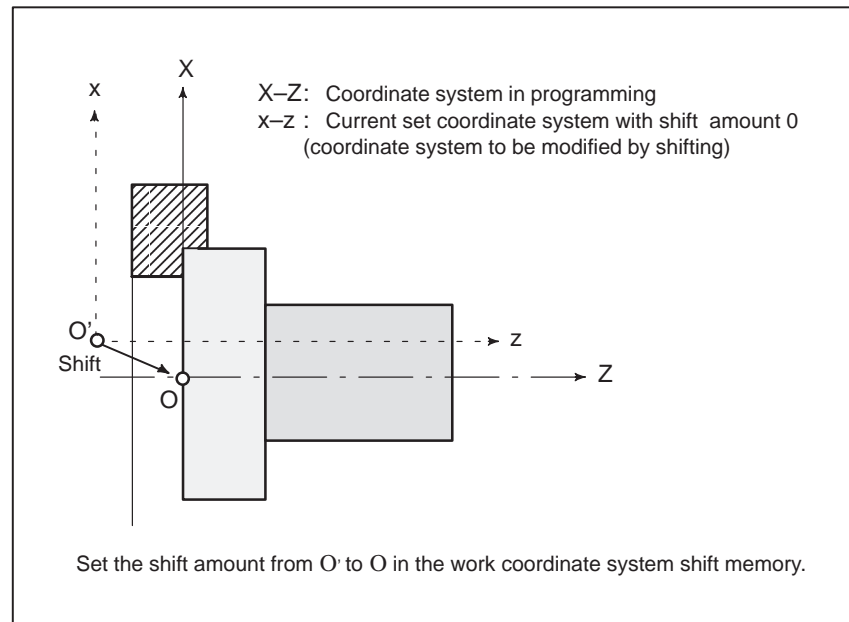 X
x
X–Z: Coordinate system in programming
x–z : Current set coordinate system with shift amount 0
(coordinate system to be modified by shifting)
O’
z
Shift
Z
O
Set the shift amount from O’ to O in the work coordinate system shift memory.